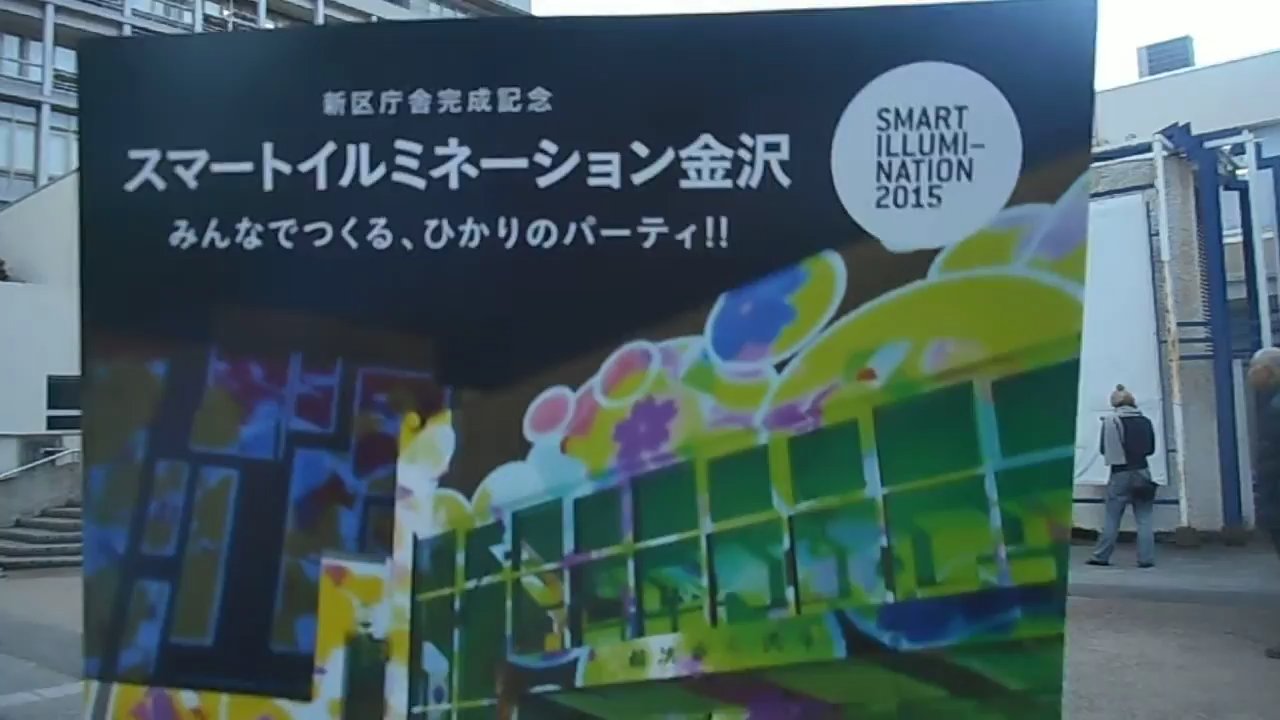 新区庁舎完成記念
スマートイルミネーション金沢
みんなでつくる、ひかりのパーティ!!
SMART
ILLUMI-
NATION
2015